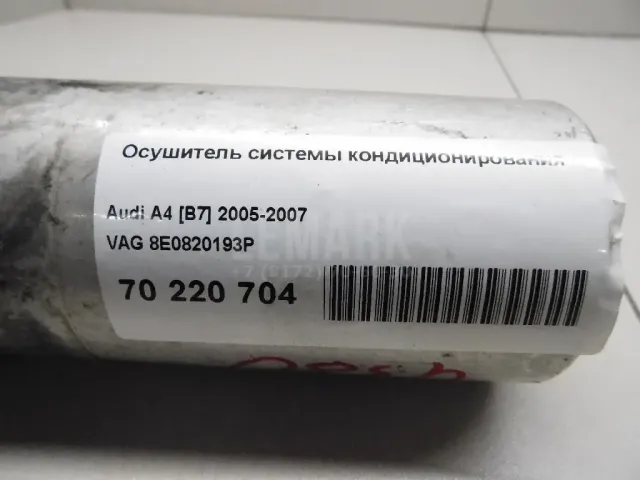 Осушитель системы кондиционирования
Audi A4 [B7] 2005-2007
VAG 8E0820193P
70 220 704